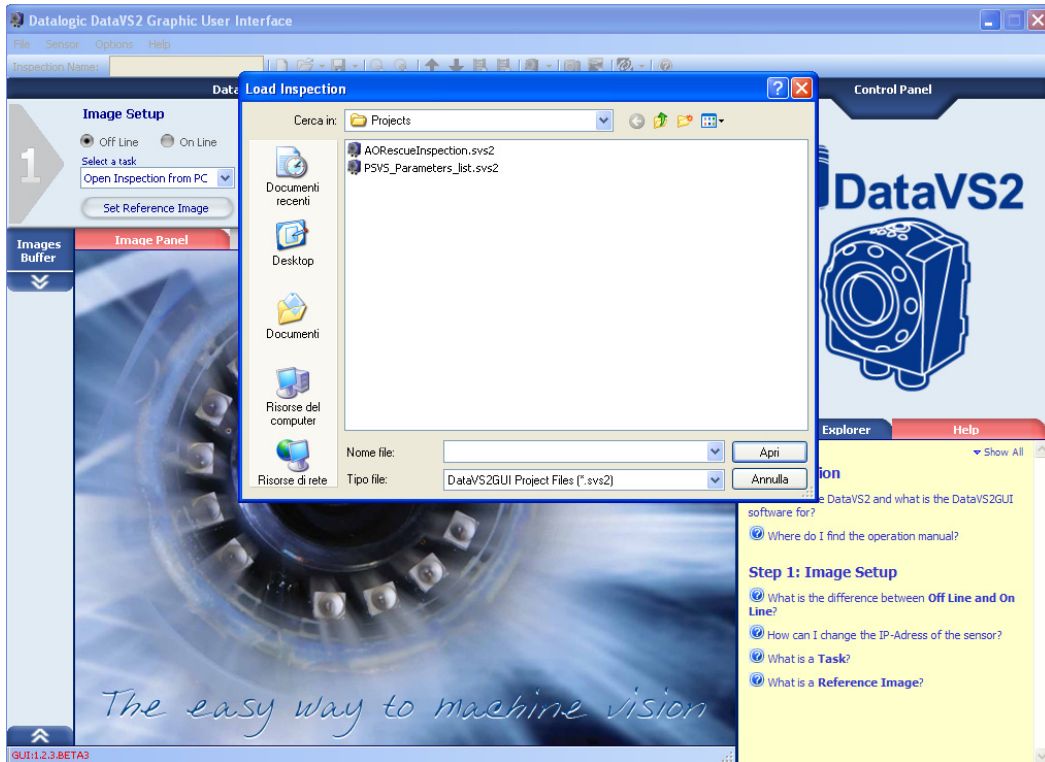 Datalogic DataVS2 Graphic User Interface
File Sensor Options Help
Inspection Name:
Data
Control Panel
Load Inspection
Cerca in: Projects
AORescueInspection.svs2
PSVS_Parameters_list.svs2
Documenti
recenti
Desktop
Documenti
Risorse del
computer
Risorse di rete
Nome file:
Apri
Tipo file: DataVS2GUI Project Files (*.svs2)
Annulla
1
Image Setup
Off Line On Line
Select a task
Open Inspection from PC
Set Reference Image
Images
Buffer
Image Panel
DataVS2
Explorer Help
Show All
DataVS2 and what is the DataVS2GUI
software for?
Where do I find the operation manual?
Step 1: Image Setup
What is the difference between Off Line and On
Line?
How can I change the IP-Adress of the sensor?
What is a Task?
What is a Reference Image?
The easy way to machine vision
GUI:1.2.3.BETA3